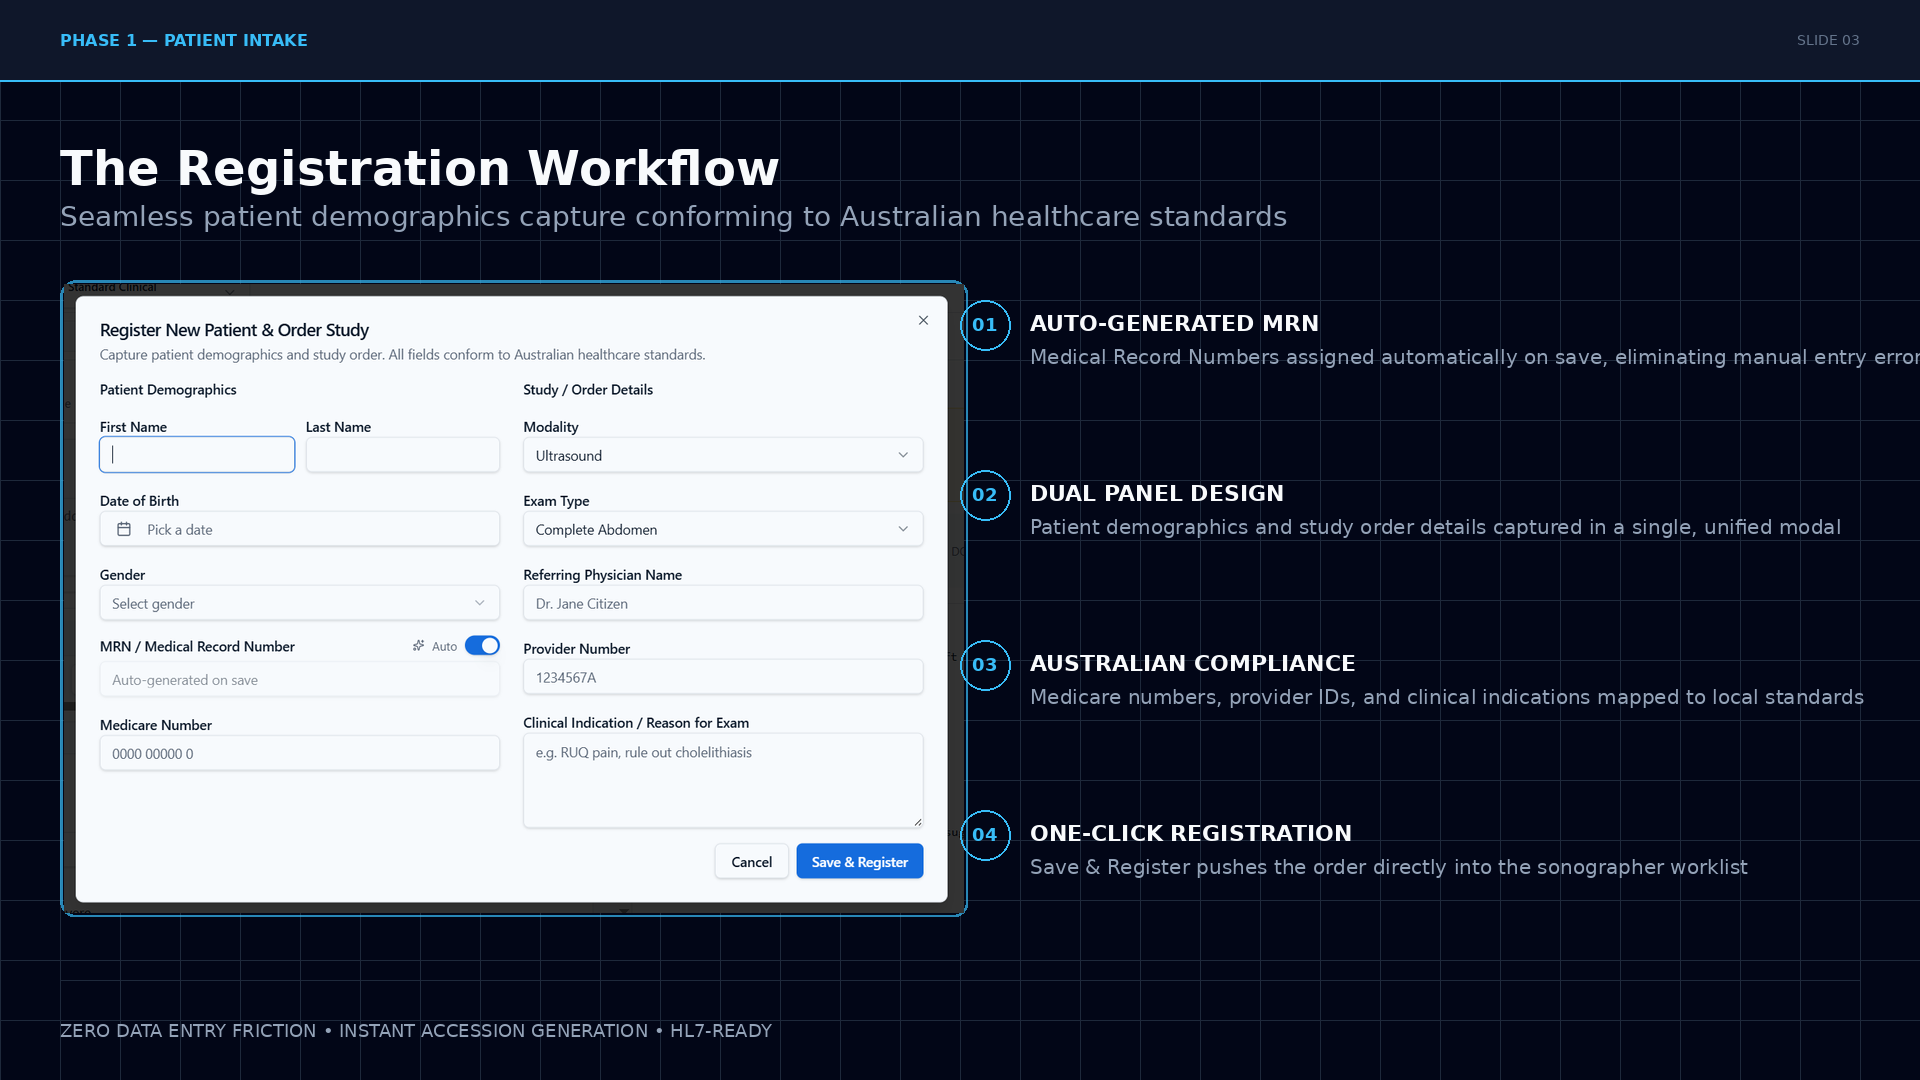 PHASE 1 — PATIENT INTAKE
SLIDE 03
The Registration Workflow
Seamless patient demographics capture conforming to Australian healthcare standards
Standard Clinical
Register New Patient & Order Study
Capture patient demographics and study order. All fields conform to Australian healthcare standards.
Patient Demographics
First Name
Last Name
Date of Birth
Pick a date
Gender
Select gender
MRN / Medical Record Number
Auto
Auto-generated on save
Medicare Number
0000 00000 0
Study / Order Details
Modality
Ultrasound
Exam Type
Complete Abdomen
Referring Physician Name
Dr. Jane Citizen
Provider Number
1234567A
Clinical Indication / Reason for Exam
e.g. RUQ pain, rule out cholelithiasis
Cancel
Save & Register
01
AUTO-GENERATED MRN
Medical Record Numbers assigned automatically on save, eliminating manual entry error
02
DUAL PANEL DESIGN
Patient demographics and study order details captured in a single, unified modal
03
AUSTRALIAN COMPLIANCE
Medicare numbers, provider IDs, and clinical indications mapped to local standards
04
ONE-CLICK REGISTRATION
Save & Register pushes the order directly into the sonographer worklist
ZERO DATA ENTRY FRICTION • INSTANT ACCESSION GENERATION • HL7-READY